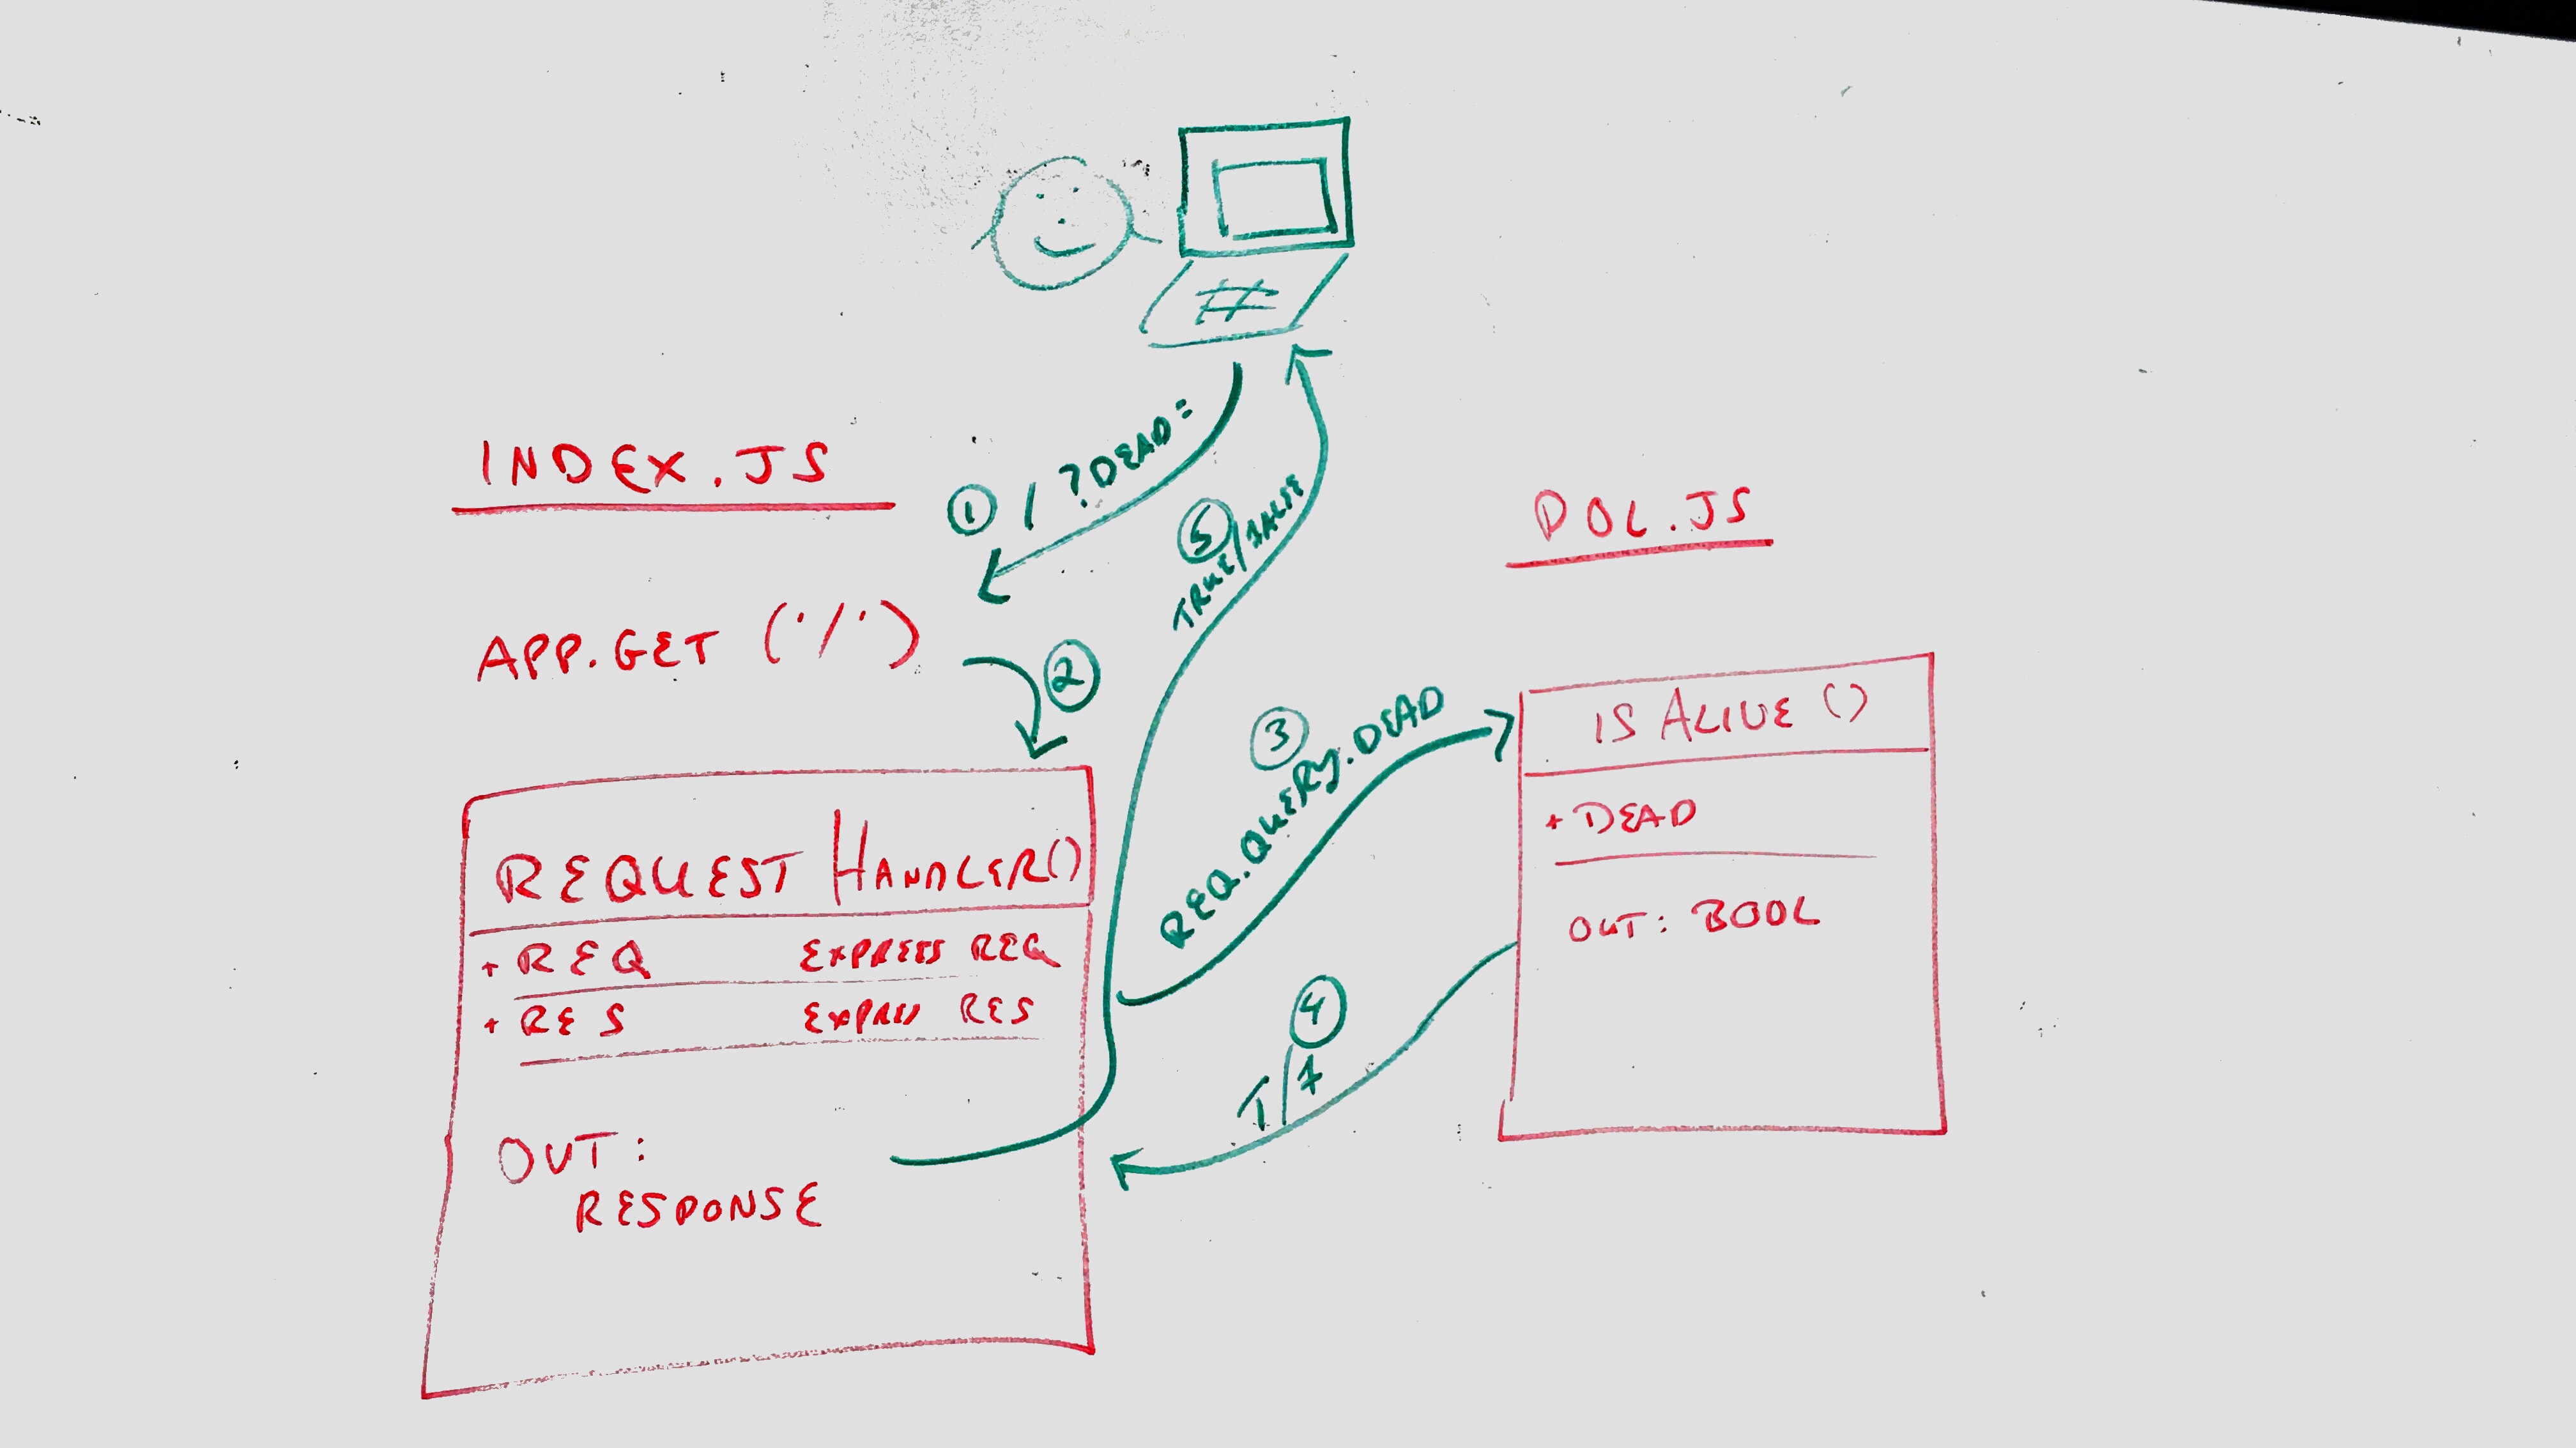 ① / ?DEAD=
INDEX.JS
⑤ TRUE/FALSE
POL.JS
APP.GET ('/')
②
③ REQ.QUERY.DEAD
IS ALIVE ()
+ DEAD
OUT: BOOL
REQUEST HANDLER()
+ REQ EXPRESS REQ
+ RES EXPRESS RES
④ T/F
OUT:
RESPONSE